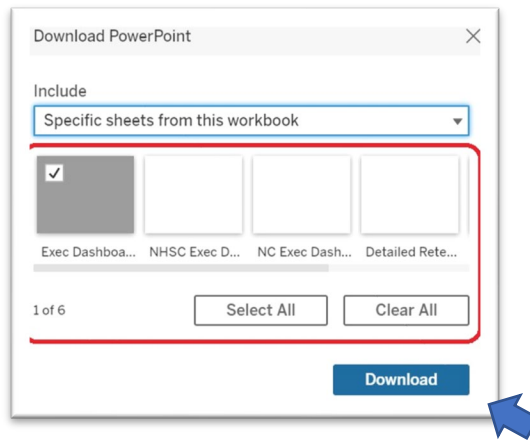 Download PowerPoint
Include
Specific sheets from this workbook
Exec Dashboa... NHSC Exec D... NC Exec Dash... Detailed Rete...
1 of 6 Select All Clear All
Download